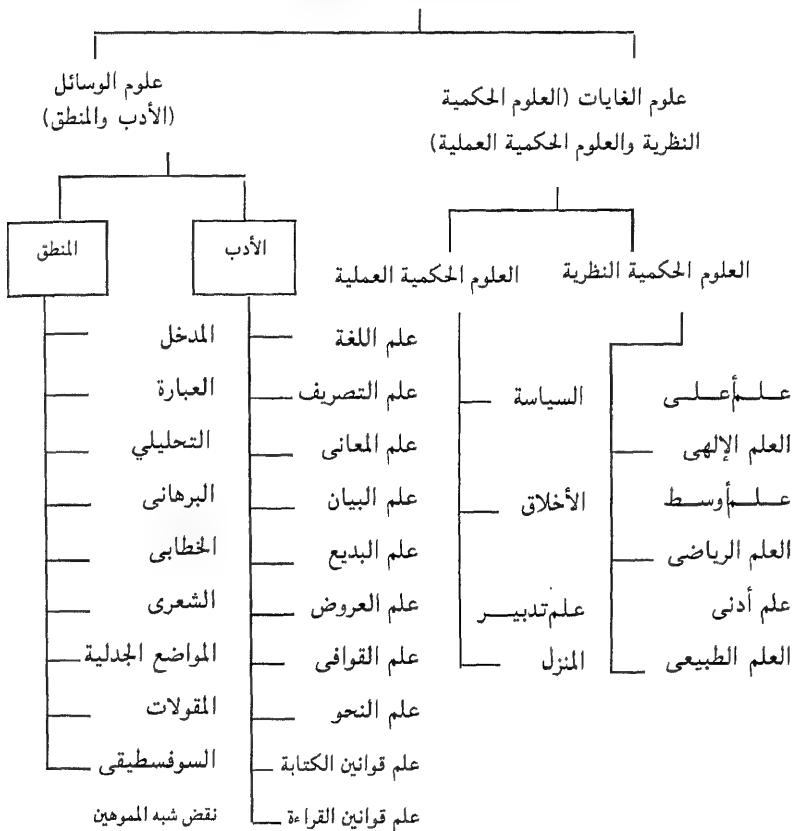 علوم الغايات (العلوم الحكمية
النظرية والعلوم الحكمية العملية)
علوم الوسائل
(الأدب والمنطق)
العلوم الحكمية النظرية
علم أعلى
العلم الإلهى
علم أوسط
العلم الرياضى
علم أدنى
العلم الطبيعى
العلوم الحكمية العملية
السياسة
الأخلاق
علم تدبير
المنزل
الأدب
علم اللغة
علم التصريف
علم المعانى
علم البيان
علم البديع
علم العروض
علم القوافى
علم النحو
علم قوانين الكتابة
علم قوانين القراءة
المنطق
المدخل
العبارة
التحليلي
البرهانى
الخطابى
الشعرى
المواضع الجدلية
المقولات
السوفسطيقى
نقض شبه المموهين